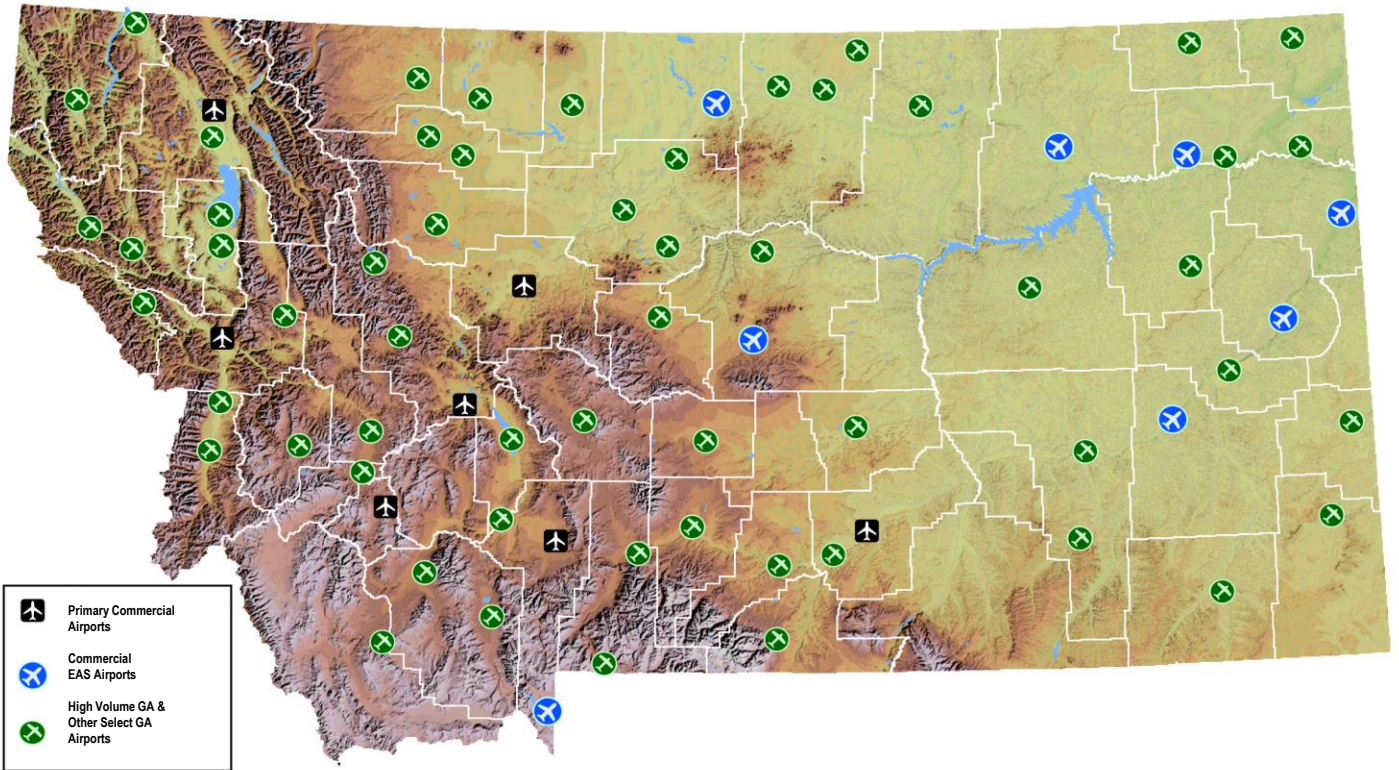 Primary Commercial
Airports
Commercial
EAS Airports
High Volume GA &
Other Select GA
Airports